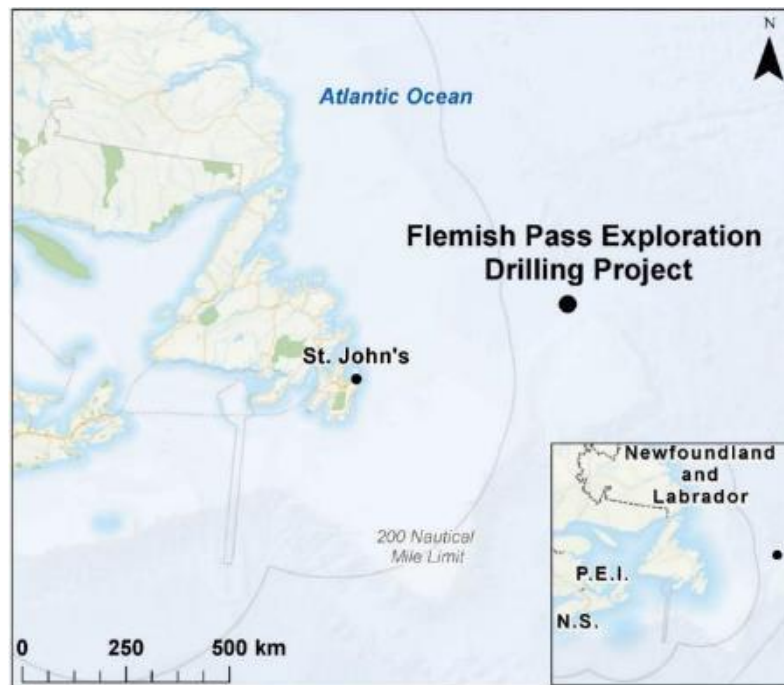 N
Atlantic Ocean
Flemish Pass Exploration
Drilling Project
St. John's
200 Nautical
Mile Limit
Newfoundland
and
Labrador
P.E.I.
N.S.
0 250 500 km